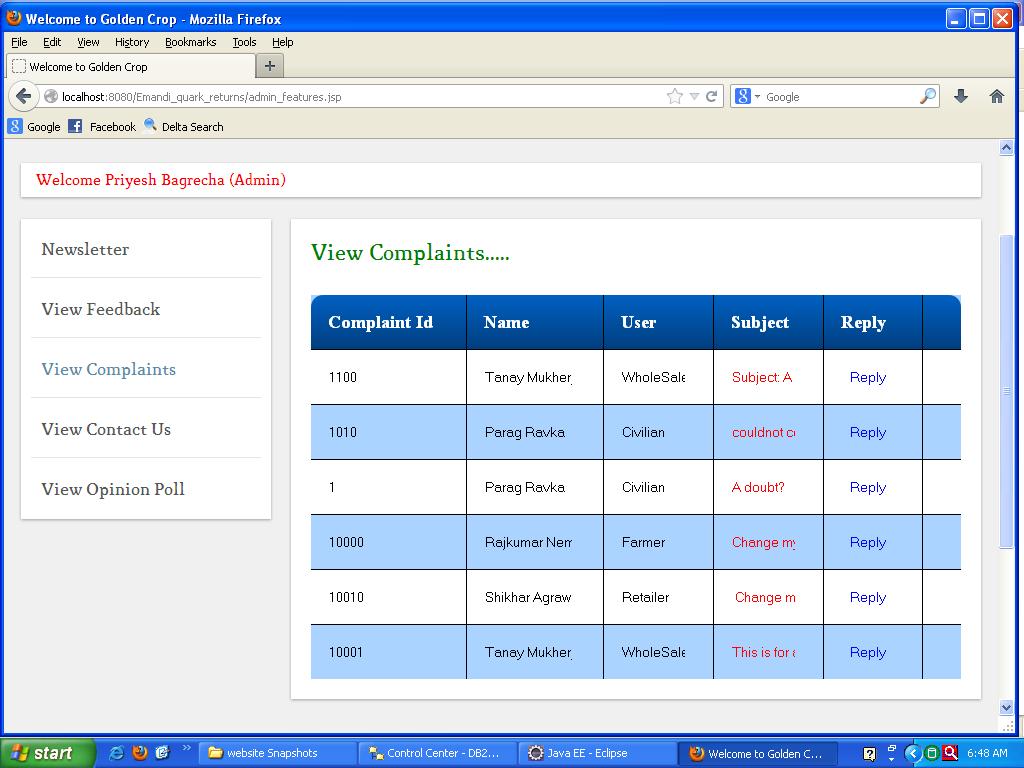 Welcome to Golden Crop - Mozilla Firefox
File Edit View History Bookmarks Tools Help
Welcome to Golden Crop
localhost:8080/Emandi_quark_returns/admin_features.jsp Google
Google Facebook Delta Search
Welcome Priyesh Bagrecha (Admin)
Newsletter
View Feedback
View Complaints
View Contact Us
View Opinion Poll
View Complaints.....
Complaint Id Name User Subject Reply
1100 Tanay Mukher WholeSale Subject: A Reply
1010 Parag Ravka Civilian couldnot co Reply
1 Parag Ravka Civilian A doubt? Reply
10000 Rajkumar Nem Farmer Change my Reply
10010 Shikhar Agraw Retailer Change m Reply
10001 Tanay Mukher WholeSale This is for a Reply
start website Snapshots Control Center - DB2... Java EE - Eclipse Welcome to Golden C... 6:48 AM